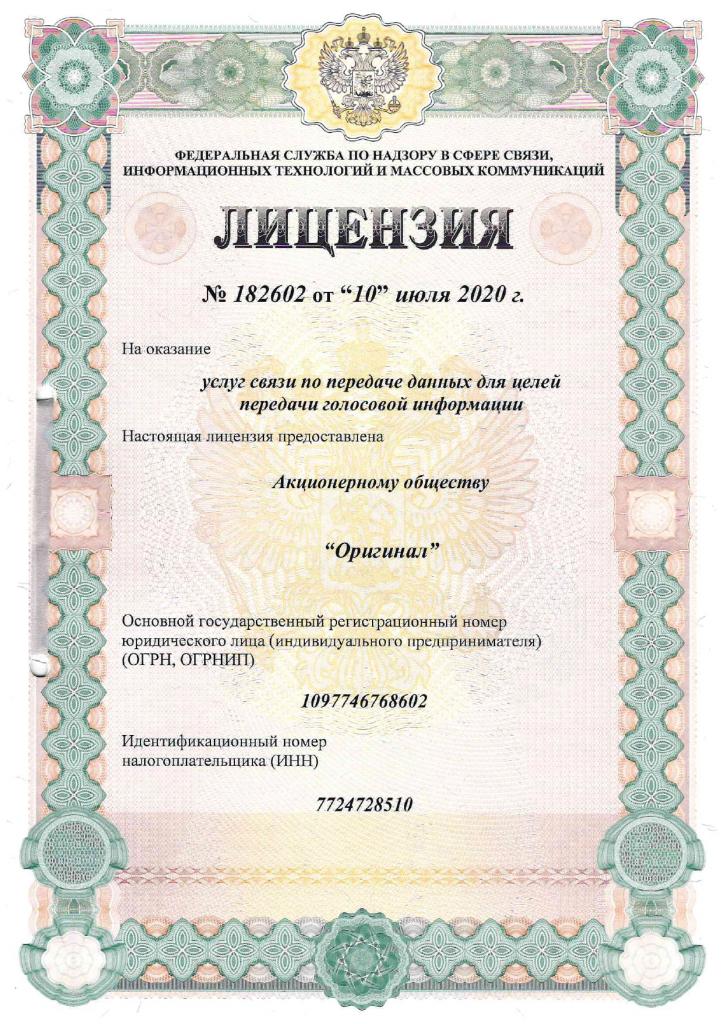 ФЕДЕРАЛЬНАЯ СЛУЖБА ПО НАДЗОРУ В СФЕРЕ СВЯЗИ,
ИНФОРМАЦИОННЫХ ТЕХНОЛОГИЙ И МАССОВЫХ КОММУНИКАЦИЙ
ЛИЦЕНЗИЯ
№ 182602 от “10” июля 2020 г.
На оказание
услуг связи по передаче данных для целей
передачи голосовой информации
Настоящая лицензия предоставлена
Акционерному обществу
“Оригинал”
Основной государственный регистрационный номер
юридического лица (индивидуального предпринимателя)
(ОГРН, ОГРНИП)
1097746768602
Идентификационный номер
налогоплательщика (ИНН)
7724728510